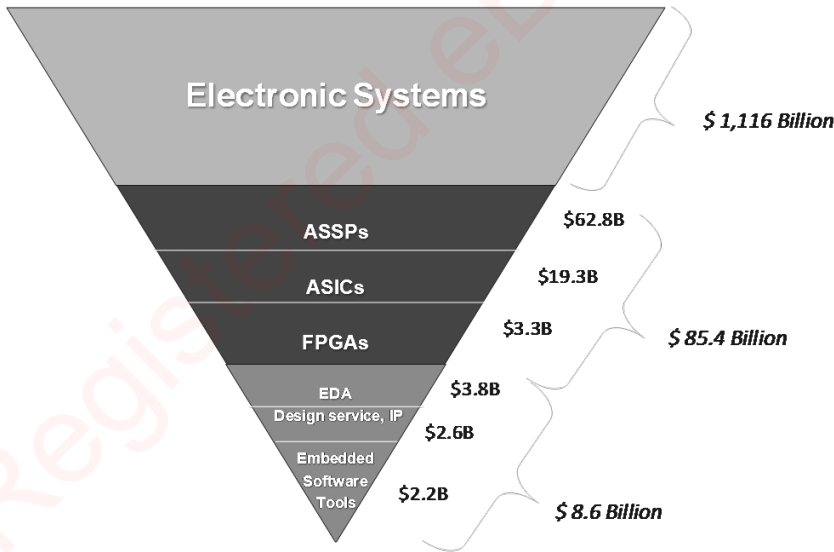 Electronic Systems
$ 1,116 Billion
ASSPs
$62.8B
ASICs
$19.3B
FPGAs
$3.3B
$ 85.4 Billion
EDA
$3.8B
Design service, IP
$2.6B
Embedded
Software
Tools
$2.2B
$ 8.6 Billion
Registered